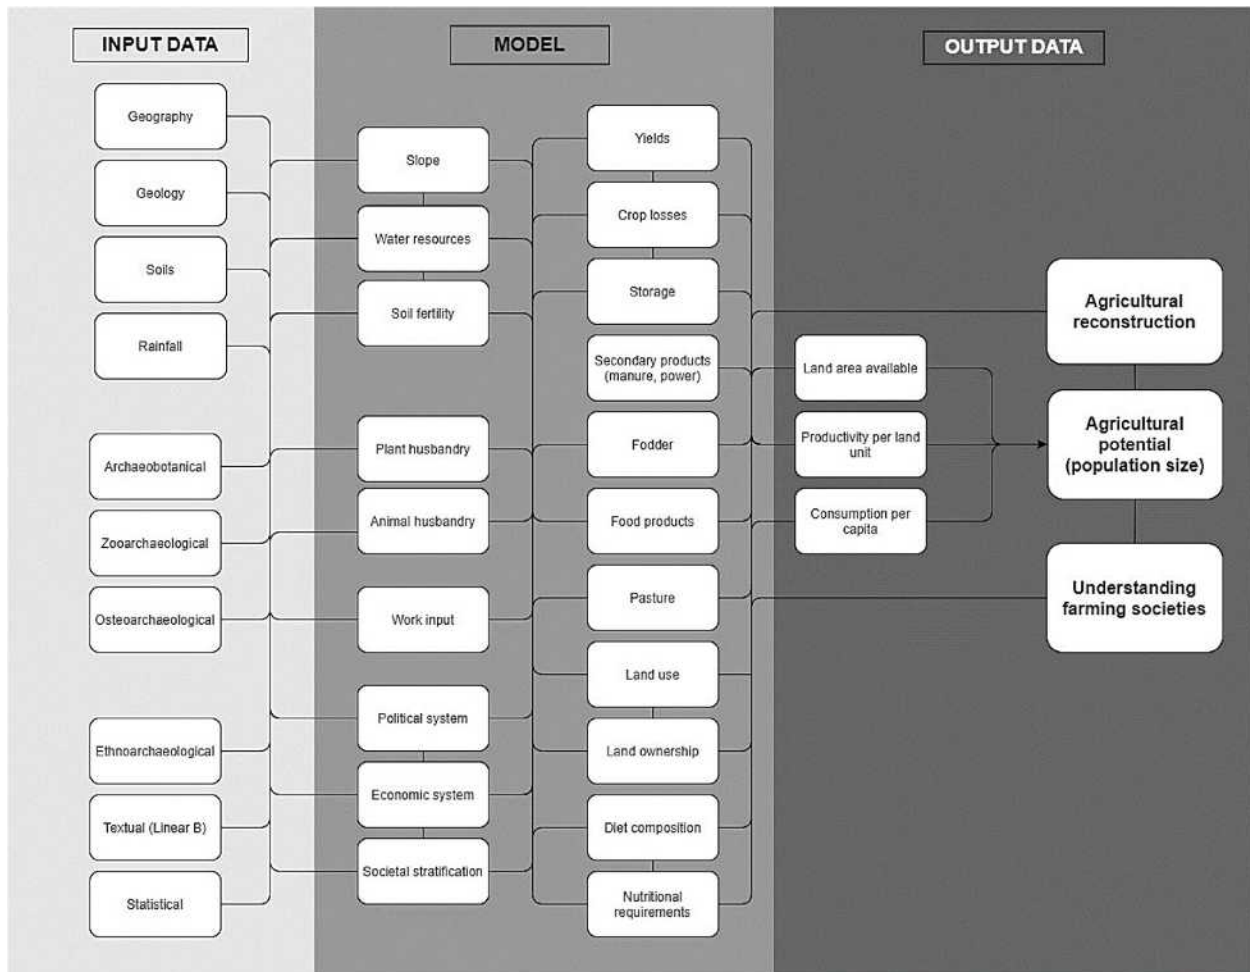 INPUT DATA
Geography
Geology
Soils
Rainfall
Archaeobotanical
Zooarchaeological
Osteoarchaeological
Ethnoarchaeological
Textual (Linear B)
Statistical
MODEL
Slope
Water resources
Soil fertility
Plant husbandry
Animal husbandry
Work input
Political system
Economic system
Societal stratification
Yields
Crop losses
Storage
Secondary products
(manure, power)
Fodder
Food products
Pasture
Land use
Land ownership
Diet composition
Nutritional
requirements
OUTPUT DATA
Land area available
Productivity per land
unit
Consumption per
capita
Agricultural
reconstruction
Agricultural
potential
(population size)
Understanding
farming societies